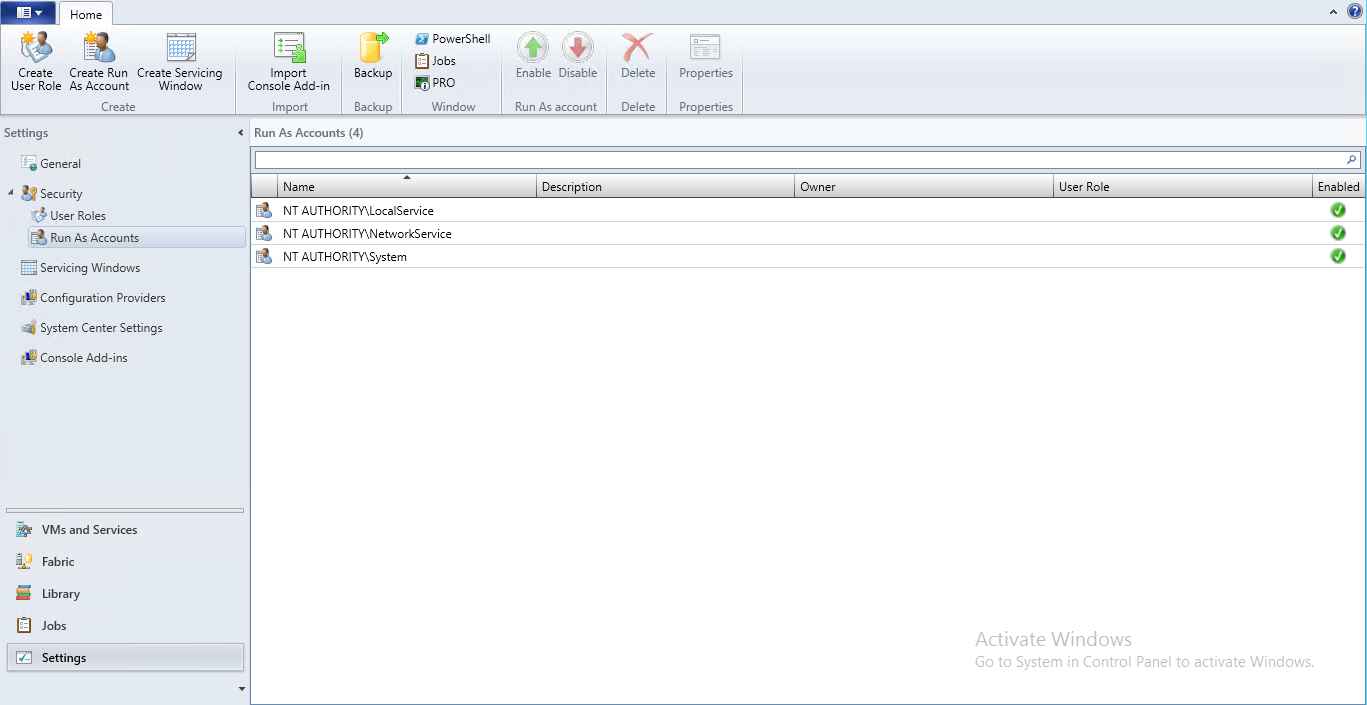 Home
Create
User Role
Create Run
As Account
Create Servicing
Window
Create
Import
Console Add-in
Import
Backup
Backup
PowerShell
Jobs
PRO
Window
Enable
Disable
Run As account
Delete
Delete
Properties
Properties
Settings
General
Security
User Roles
Run As Accounts
Servicing Windows
Configuration Providers
System Center Settings
Console Add-ins
VMs and Services
Fabric
Library
Jobs
Settings
Run As Accounts (4)
Name Description Owner User Role Enabled
NT AUTHORITY\LocalService
NT AUTHORITY\NetworkService
NT AUTHORITY\System
Activate Windows
Go to System in Control Panel to activate Windows.